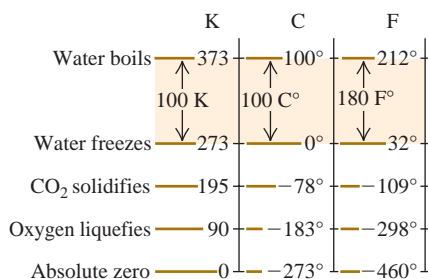 K C F
Water boils 373 100° 212°
100 K 100 C° 180 F°
Water freezes 273 0° 32°
CO₂ solidifies 195 −78° −109°
Oxygen liquefies 90 −183° −298°
Absolute zero 0 −273° −460°